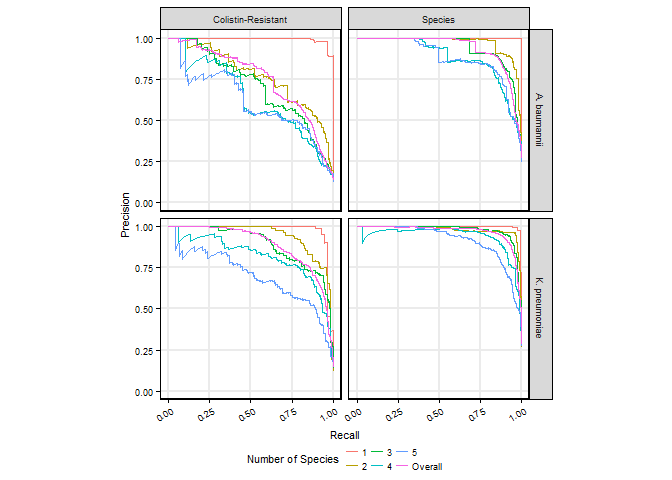 Colistin-Resistant Species
1.00
0.75
0.50
0.25
0.00
A. baumannii
Precision
1.00
0.75
0.50
0.25
0.00
K. pneumoniae
0.00 0.25 0.50 0.75 1.00 0.00 0.25 0.50 0.75 1.00
Recall
Number of Species
1 3 5
2 4 Overall